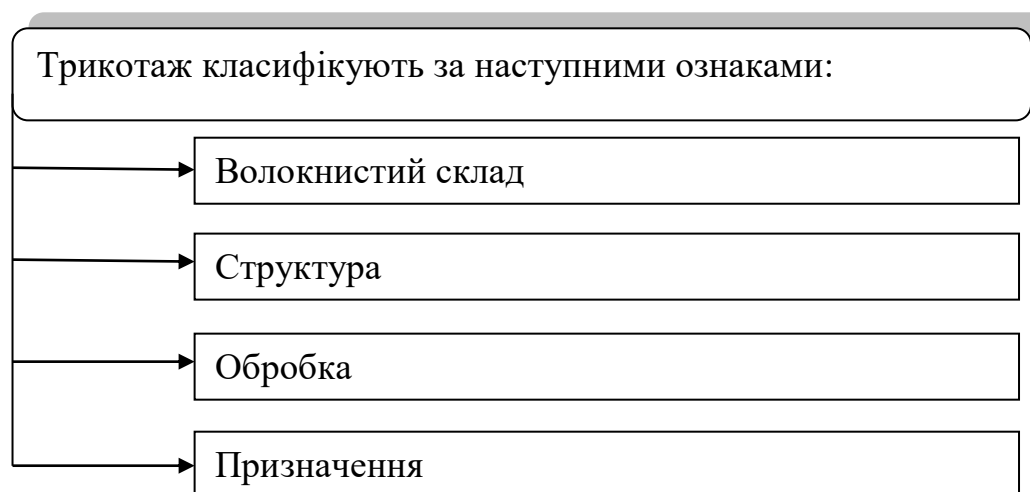 Трикотаж класифікують за наступними ознаками:
Волокнистий склад
Структура
Обробка
Призначення